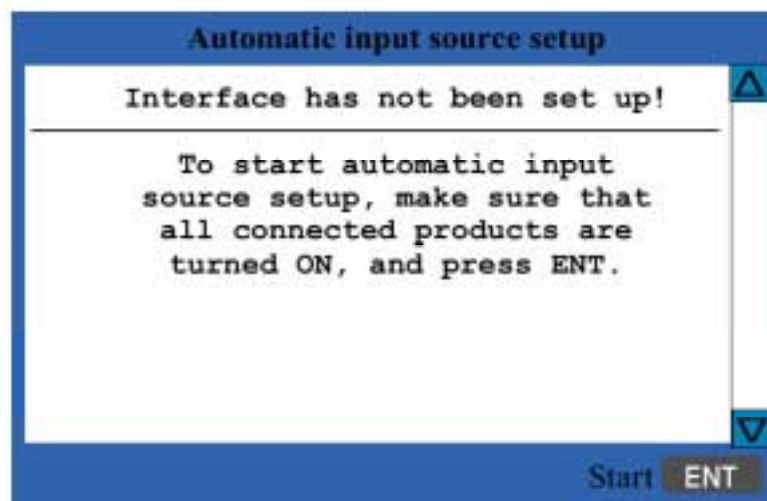 Automatic input source setup
Interface has not been set up!
To start automatic input
source setup, make sure that
all connected products are
turned ON, and press ENT.
Start ENT